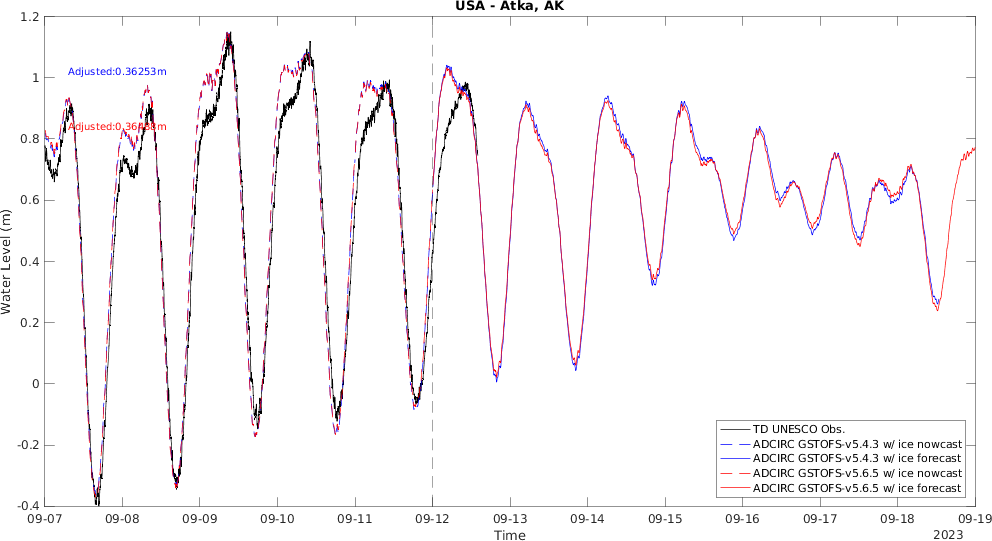 USA - Atka, AK
1.2
1
0.8
0.6
0.4
0.2
0
-0.2
-0.4
Water Level (m)
Adjusted:0.36253m
TD UNESCO Obs.
ADCIRC GSTOFS-v5.4.3 w/ ice nowcast
ADCIRC GSTOFS-v5.4.3 w/ ice forecast
ADCIRC GSTOFS-v5.6.5 w/ ice nowcast
ADCIRC GSTOFS-v5.6.5 w/ ice forecast
09-07 09-08 09-09 09-10 09-11 09-12 09-13 09-14 09-15 09-16 09-17 09-18 09-19
Time
2023